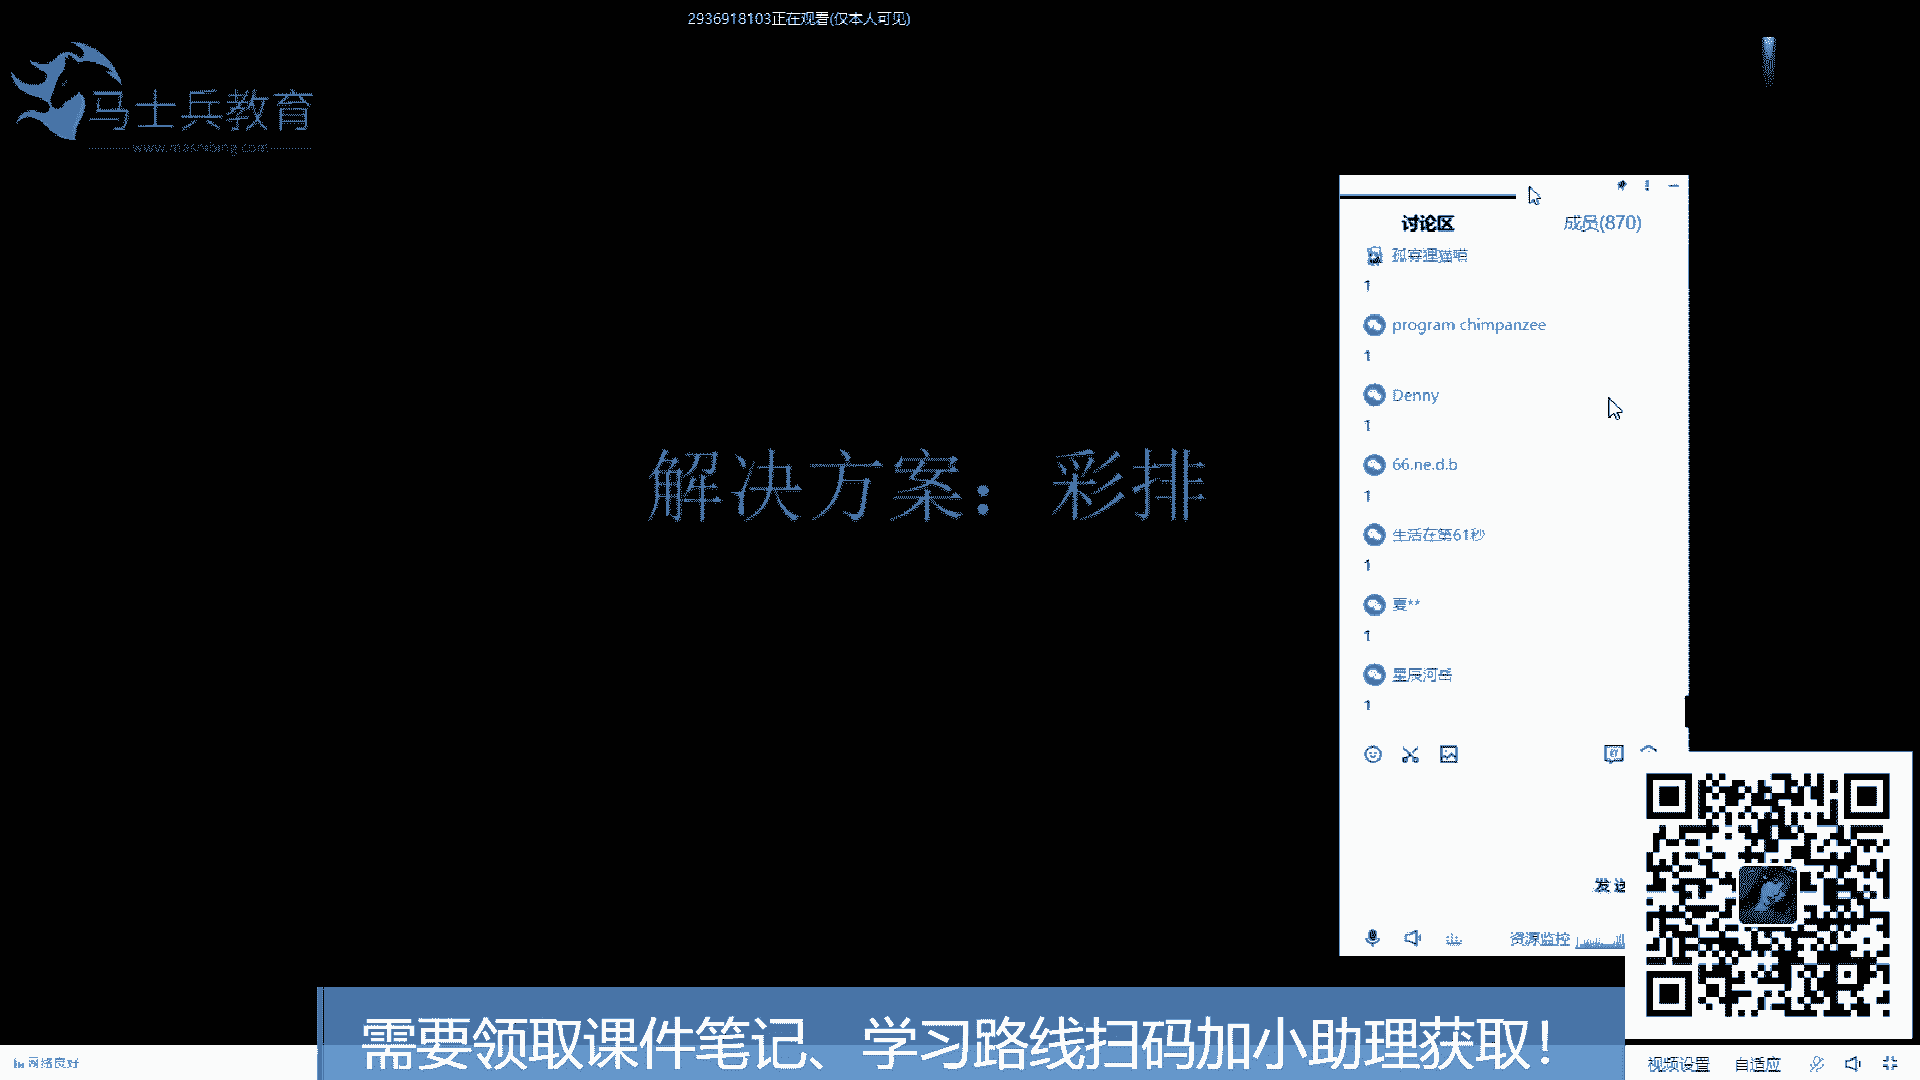 2936918103正在观看(仅本人可见)
马士兵教育
www.mashibing.com
解决方案：彩排
讨论区
成员(870)
孤寡狸猫嗔
1
program chimpanzee
1
Denny
1
66.ne.d.b
1
生活在第61秒
1
夏**
1
星辰河岳
1
发送
资源监控
需要领取课件笔记、学习路线扫码加小助理获取！
网络良好
视频设置
自适应